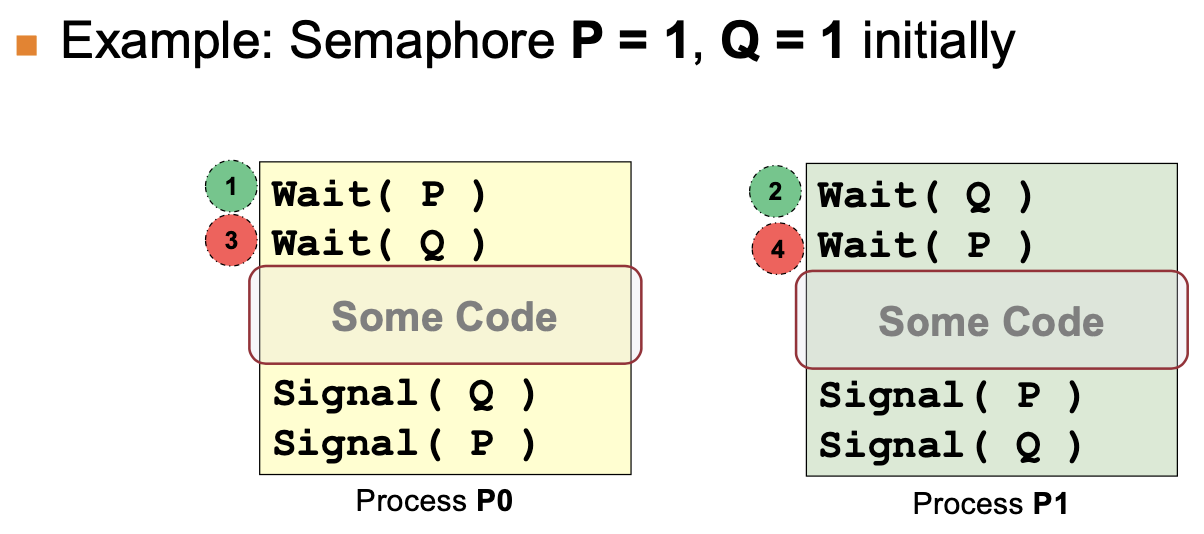 Example: Semaphore P = 1, Q = 1 initially
1
Wait( P )
3
Wait( Q )
Some Code
Signal( Q )
Signal( P )
Process P0
2
Wait( Q )
4
Wait( P )
Some Code
Signal( P )
Signal( Q )
Process P1